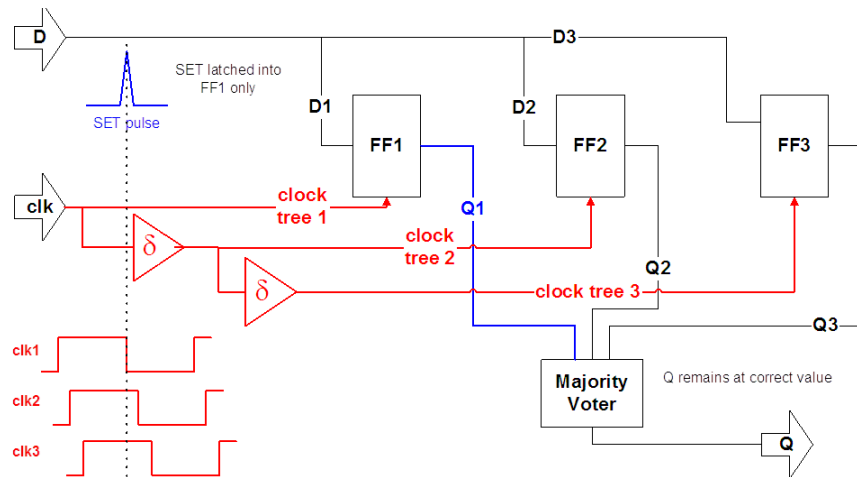 D
D3
SET latched into
FF1 only
SET pulse
D1
D2
FF1
FF2
FF3
clk
clock
tree 1
Q1
δ
clock
tree 2
Q2
δ
clock tree 3
Q3
clk1
clk2
clk3
Majority
Voter
Q remains at correct value
Q